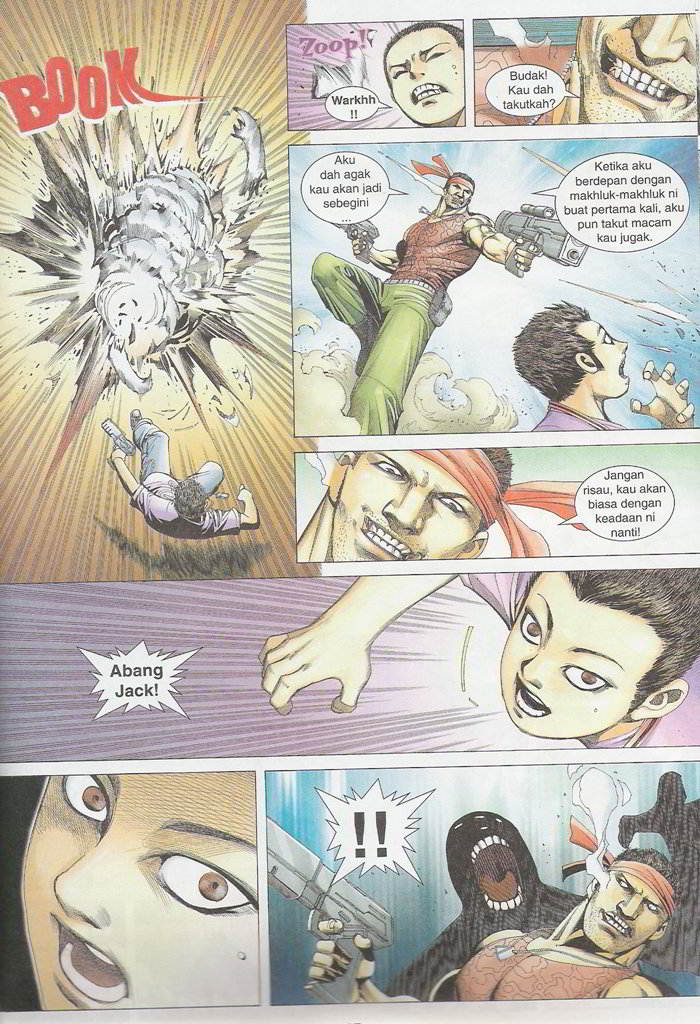 BOOM
Zoop!
Warkhh
!!
Budak!
Kau dah
takutkah?
Aku
dah agak
kau akan jadi
sebegini
...
Ketika aku
berdepan dengan
makhluk-makhluk ni
buat pertama kali, aku
pun takut macam
kau jugak.
Jangan
risau, kau akan
biasa dengan
keadaan ni
nanti!
Abang
Jack!
!!